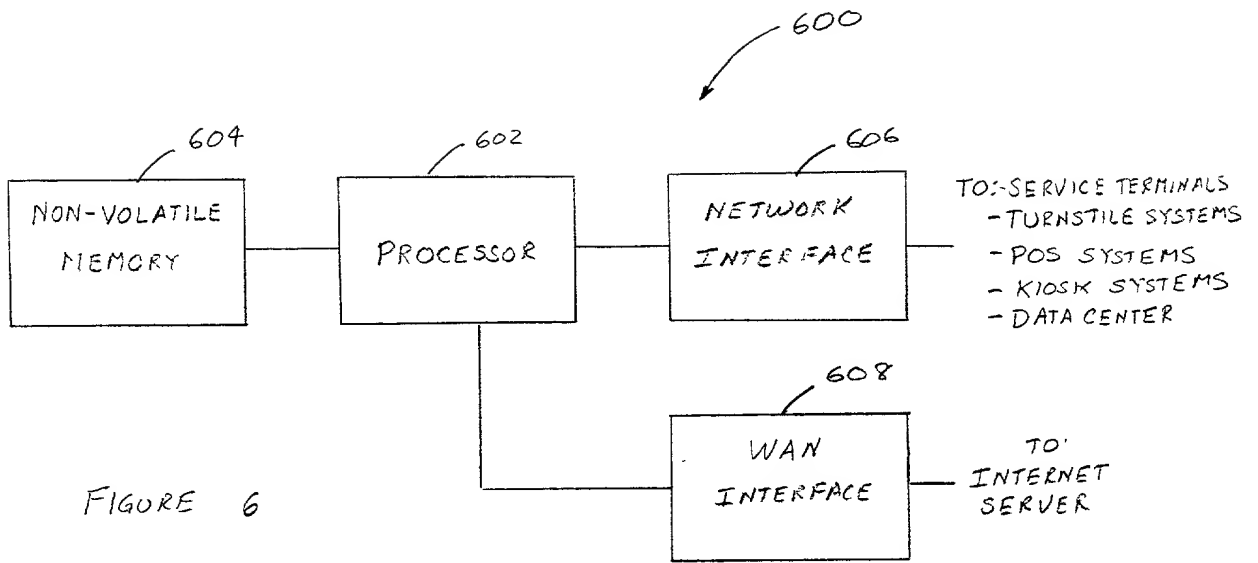 600
604
602
606
NON-VOLATILE
MEMORY
PROCESSOR
NETWORK
INTERFACE
TO:-SERVICE TERMINALS
- TURNSTILE SYSTEMS
- POS SYSTEMS
- KIOSK SYSTEMS
- DATA CENTER
608
WAN
INTERFACE
TO
INTERNET
SERVER
FIGURE 6